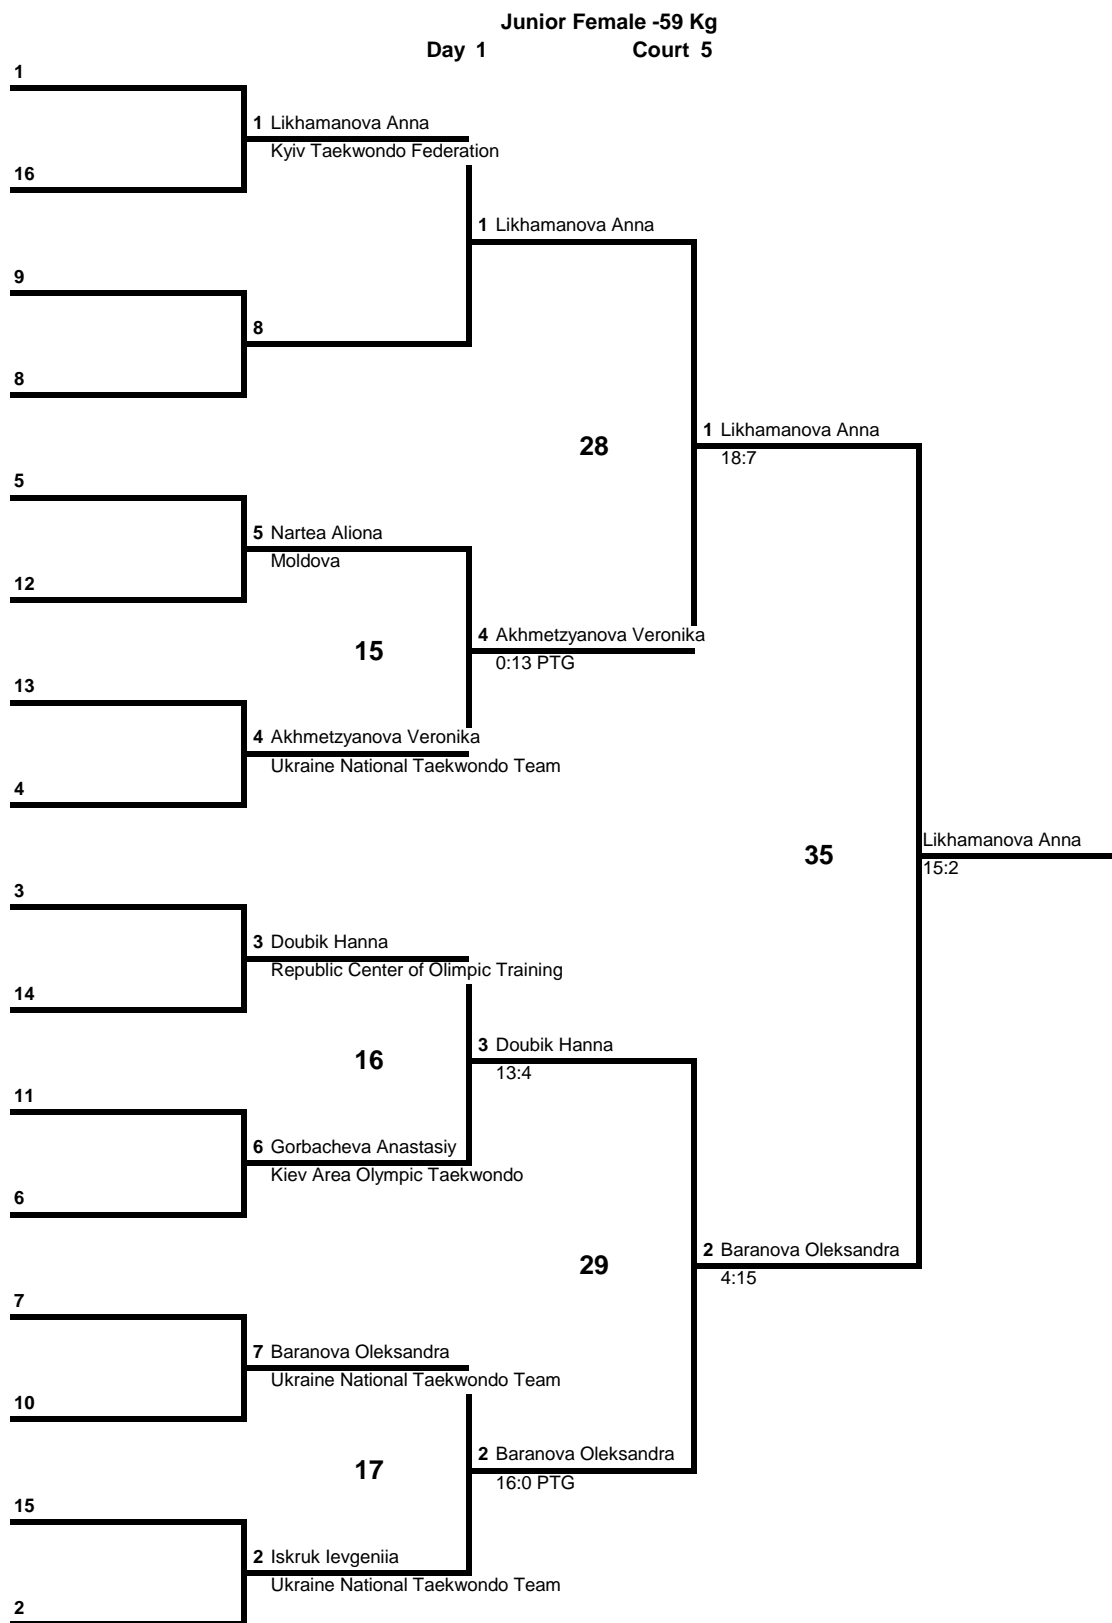 Junior Female -59 Kg
Day 1 Court 5
1
1 Likhamanova Anna
Kyiv Taekwondo Federation
16
1 Likhamanova Anna
9
8
8
1 Likhamanova Anna
28
18:7
5
5 Nartea Aliona
Moldova
12
4 Akhmetzyanova Veronika
15
0:13 PTG
13
4 Akhmetzyanova Veronika
Ukraine National Taekwondo Team
4
Likhamanova Anna
35
15:2
3
3 Doubik Hanna
Republic Center of Olimpic Training
14
3 Doubik Hanna
16
13:4
11
6 Gorbacheva Anastasiy
Kiev Area Olympic Taekwondo
6
2 Baranova Oleksandra
29
4:15
7
7 Baranova Oleksandra
Ukraine National Taekwondo Team
10
2 Baranova Oleksandra
17
16:0 PTG
15
2 Iskruk Ievgeniia
Ukraine National Taekwondo Team
2